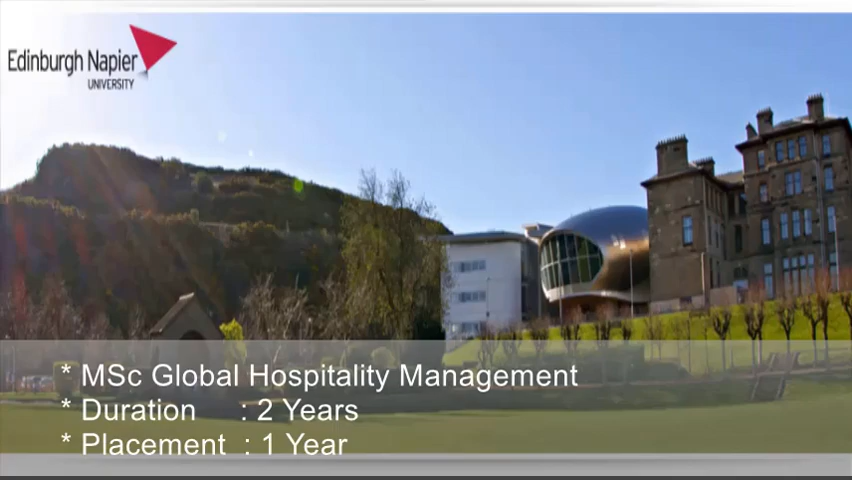 Edinburgh Napier
UNIVERSITY
* MSc Global Hospitality Management
* Duration : 2 Years
* Placement : 1 Year